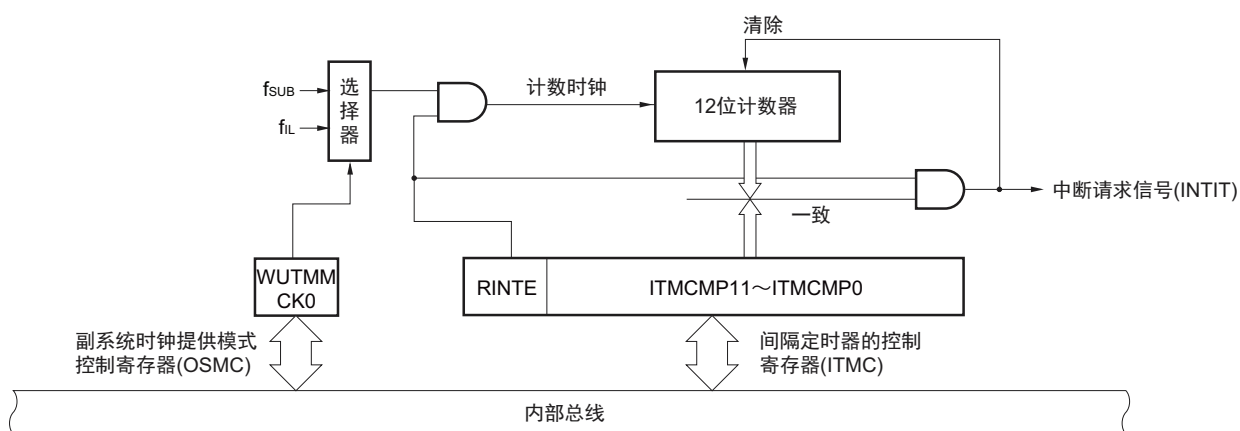 清除
选择器
fSUB
计数时钟
12位计数器
fIL
中断请求信号(INTIT)
一致
WUTMM
CK0
RINTE
ITMCMP11～ITMCMP0
副系统时钟提供模式
控制寄存器(OSMC)
间隔定时器的控制
寄存器(ITMC)
内部总线